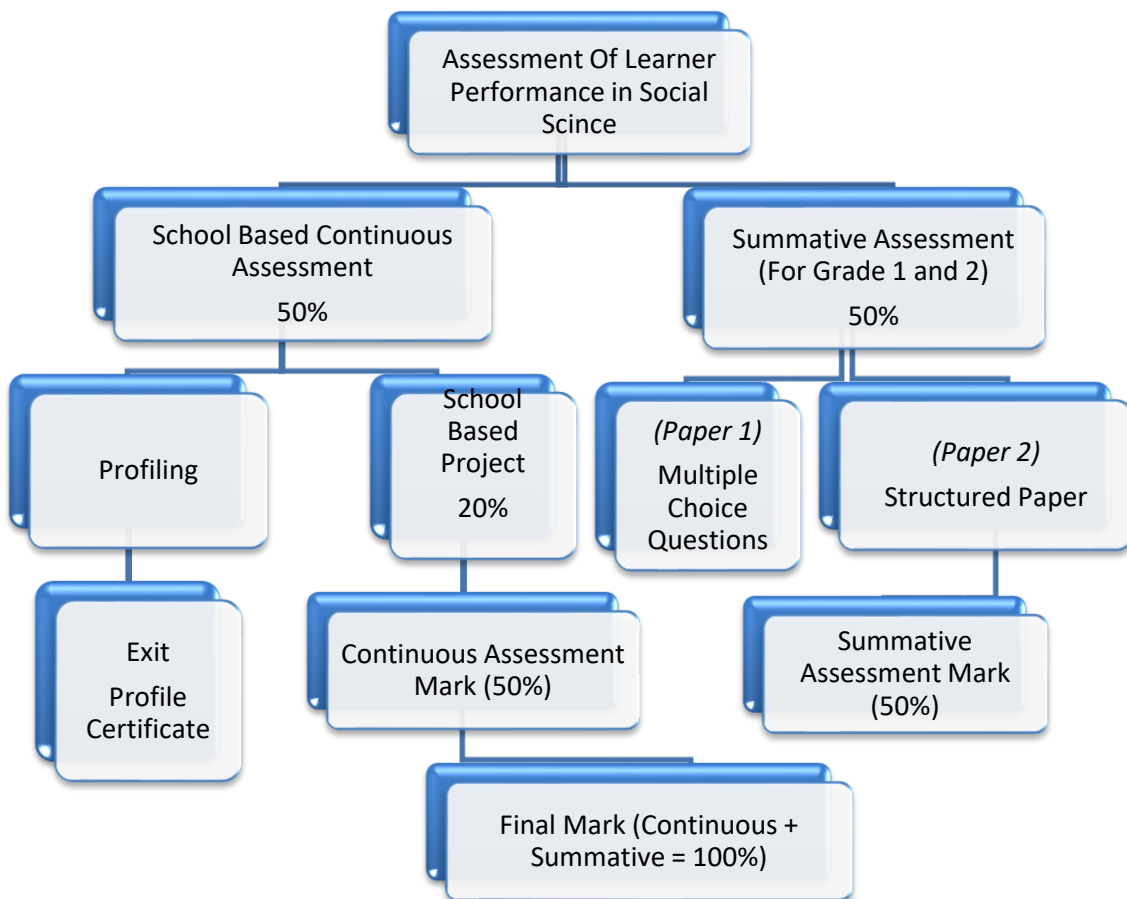 Assessment Of Learner
Performance in Social
Scince
School Based Continuous
Assessment
50%
Summative Assessment
(For Grade 1 and 2)
50%
Profiling
School
Based
Project
20%
(Paper 1)
Multiple
Choice
Questions
(Paper 2)
Structured Paper
Exit
Profile
Certificate
Continuous Assessment
Mark (50%)
Summative
Assessment Mark
(50%)
Final Mark (Continuous +
Summative = 100%)